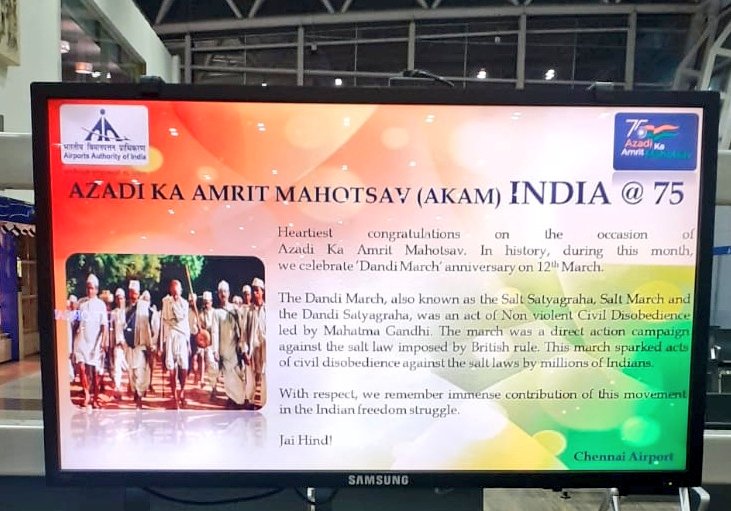 भारतीय विमानपत्तन प्राधिकरण
Airports Authority of India
75
Azadi Ka
Amrit Mahotsav
AZADI KA AMRIT MAHOTSAV (AKAM) INDIA @ 75
Heartiest congratulations on the occasion of
Azadi Ka Amrit Mahotsav. In history, during this month,
we celebrate 'Dandi March' anniversary on 12th March.
The Dandi March, also known as the Salt Satyagraha, Salt March and
the Dandi Satyagraha, was an act of Non violent Civil Disobedience
led by Mahatma Gandhi. The march was a direct action campaign
against the salt law imposed by British rule. This march sparked acts
of civil disobedience against the salt laws by millions of Indians.
With respect, we remember immense contribution of this movement
in the Indian freedom struggle.
Jai Hind!
Chennai Airport
SAMSUNG